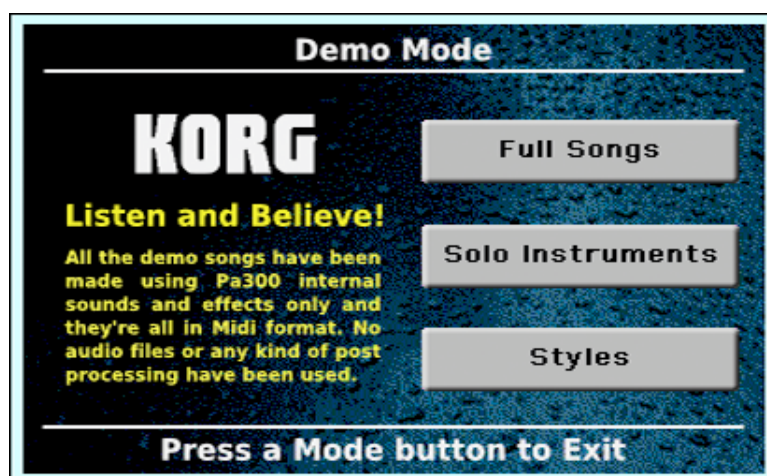 Demo Mode
KORG
Listen and Believe!
All the demo songs have been
made using Pa300 internal
sounds and effects only and
they're all in Midi format. No
audio files or any kind of post
processing have been used.
Full Songs
Solo Instruments
Styles
Press a Mode button to Exit